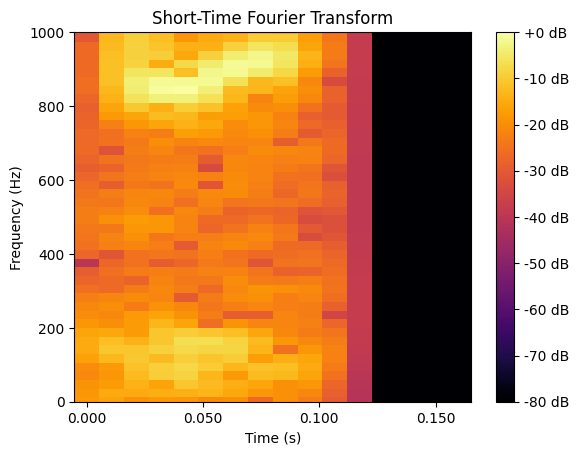 Short-Time Fourier Transform
1000
800
600
400
200
0
Frequency (Hz)
0.000
0.050
0.100
0.150
Time (s)
+0 dB
-10 dB
-20 dB
-30 dB
-40 dB
-50 dB
-60 dB
-70 dB
-80 dB